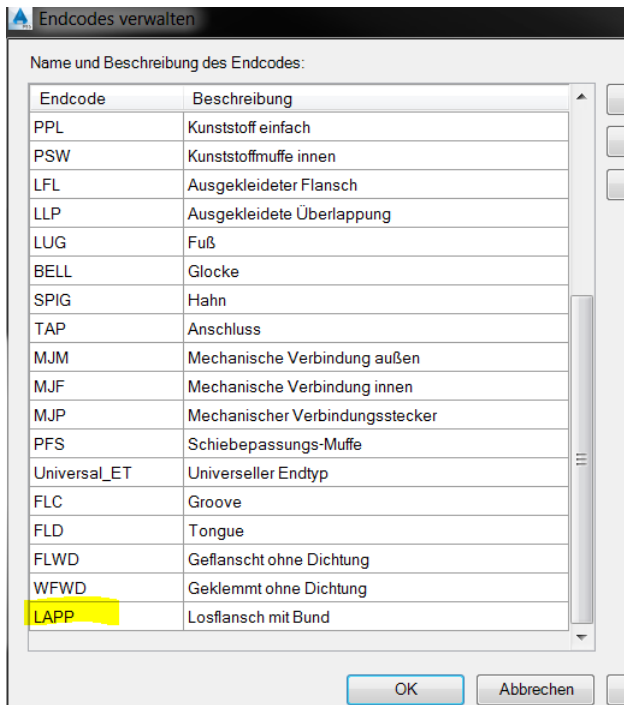 Endcodes verwalten
Name und Beschreibung des Endcodes:
Endcode Beschreibung
PPL Kunststoff einfach
PSW Kunststoffmuffe innen
LFL Ausgekleideter Flansch
LLP Ausgekleidete Überlappung
LUG Fuß
BELL Glocke
SPIG Hahn
TAP Anschluss
MJM Mechanische Verbindung außen
MJF Mechanische Verbindung innen
MJP Mechanischer Verbindungsstecker
PFS Schiebepassungs-Muffe
Universal_ET Universeller Endtyp
FLC Groove
FLD Tongue
FLWD Geflanscht ohne Dichtung
WFWD Geklemmt ohne Dichtung
LAPP Losflansch mit Bund
OK Abbrechen